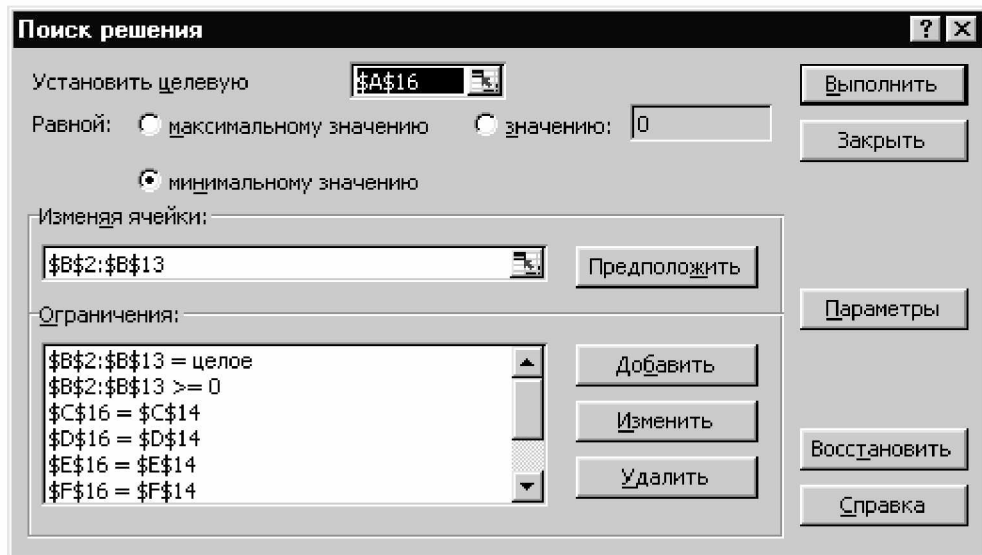 Поиск решения
Установить целевую $A$16 Выполнить
Равной: максимальному значению значению: 0 Закрыть
минимальному значению
Изменяя ячейки:
$B$2:$B$13 Предположить
Ограничения: Параметры
$B$2:$B$13 = целое Добавить
$B$2:$B$13 >= 0
$C$16 = $C$14 Изменить
$D$16 = $D$14 Восстановить
$E$16 = $E$14 Удалить
$F$16 = $F$14 Справка